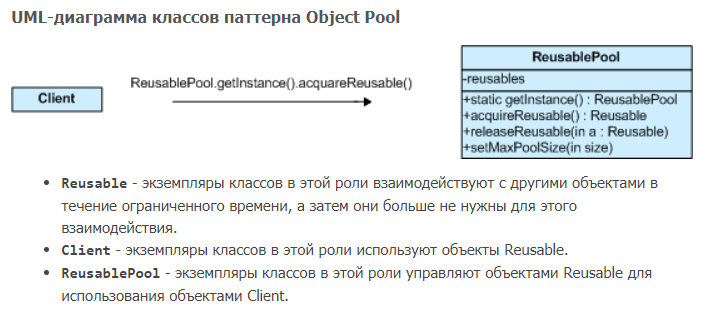 UML-диаграмма классов паттерна Object Pool
ReusablePool
Client
ReusablePool.getInstance().acquareReusable()
-reusables
+static getInstance() : ReusablePool
+acquireReusable() : Reusable
+releaseReusable(in a : Reusable)
+setMaxPoolSize(in size)
• Reusable - экземпляры классов в этой роли взаимодействуют с другими объектами в
течение ограниченного времени, а затем они больше не нужны для этого
взаимодействия.
• Client - экземпляры классов в этой роли используют объекты Reusable.
• ReusablePool - экземпляры классов в этой роли управляют объектами Reusable для
использования объектами Client.